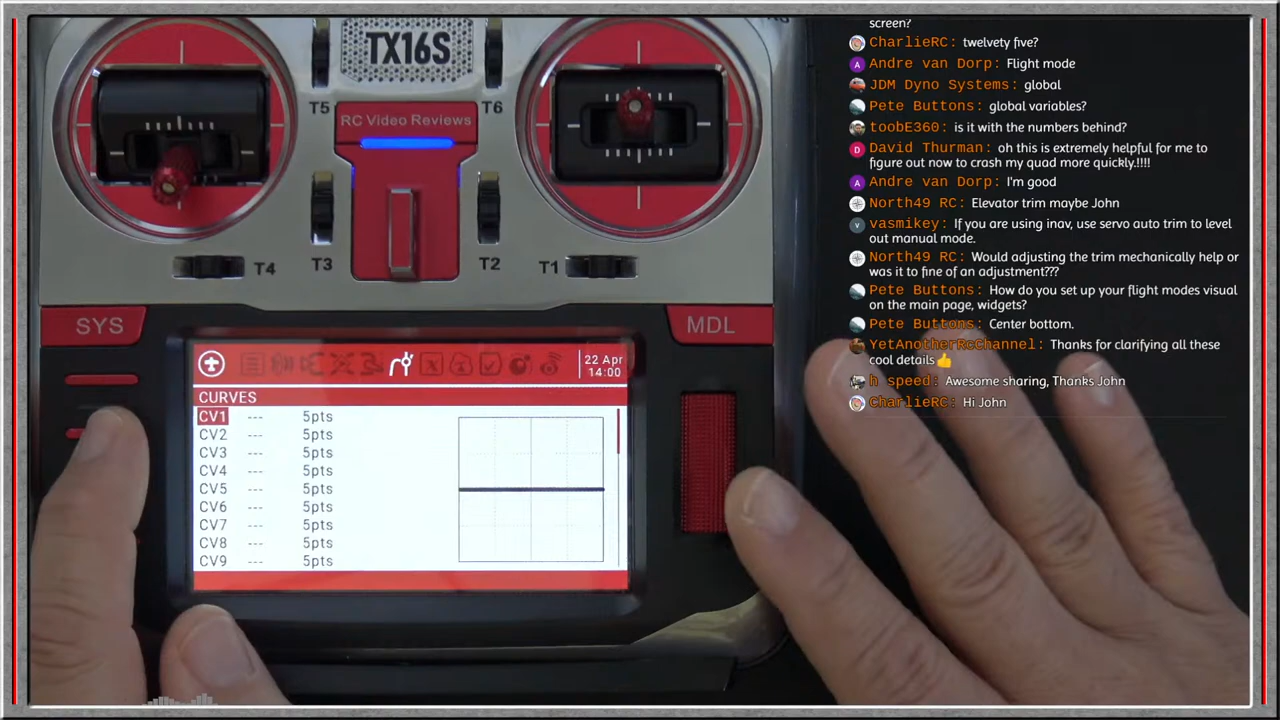 TX16S
T5
T6
RC Video Reviews
T3
T2
T4
T1
SYS
MDL
22 Apr
14:00
CURVES
CV1 --- 5pts
CV2 --- 5pts
CV3 --- 5pts
CV4 --- 5pts
CV5 --- 5pts
CV6 --- 5pts
CV7 --- 5pts
CV8 --- 5pts
CV9 --- 5pts
screen?
CharlieRC: twelvety five?
Andre van Dorp: Flight mode
JDM Dyno Systems: global
Pete Buttons: global variables?
toobE360: is it with the numbers behind?
David Thurman: oh this is extremely helpful for me to
figure out now to crash my quad more quickly.!!!!
Andre van Dorp: I'm good
North49 RC: Elevator trim maybe John
vasmikey: If you are using inav, use servo auto trim to level
out manual mode.
North49 RC: Would adjusting the trim mechanically help or
was it to fine of an adjustment???
Pete Buttons: How do you set up your flight modes visual
on the main page, widgets?
Pete Buttons: Center bottom.
YetAnotherRcChannel: Thanks for clarifying all these
cool details👍
h speed: Awesome sharing, Thanks John
CharlieRC: Hi John